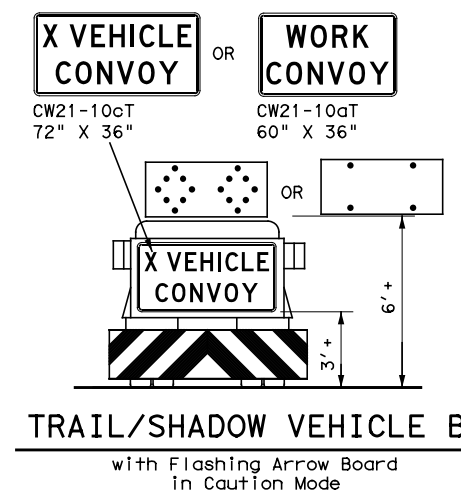 X VEHICLE
CONVOY
OR
WORK
CONVOY
CW21-10cT
72" X 36"
CW21-10aT
60" X 36"
OR
X VEHICLE
CONVOY
6'+
3'+
TRAIL/SHADOW VEHICLE B
with Flashing Arrow Board
in Caution Mode